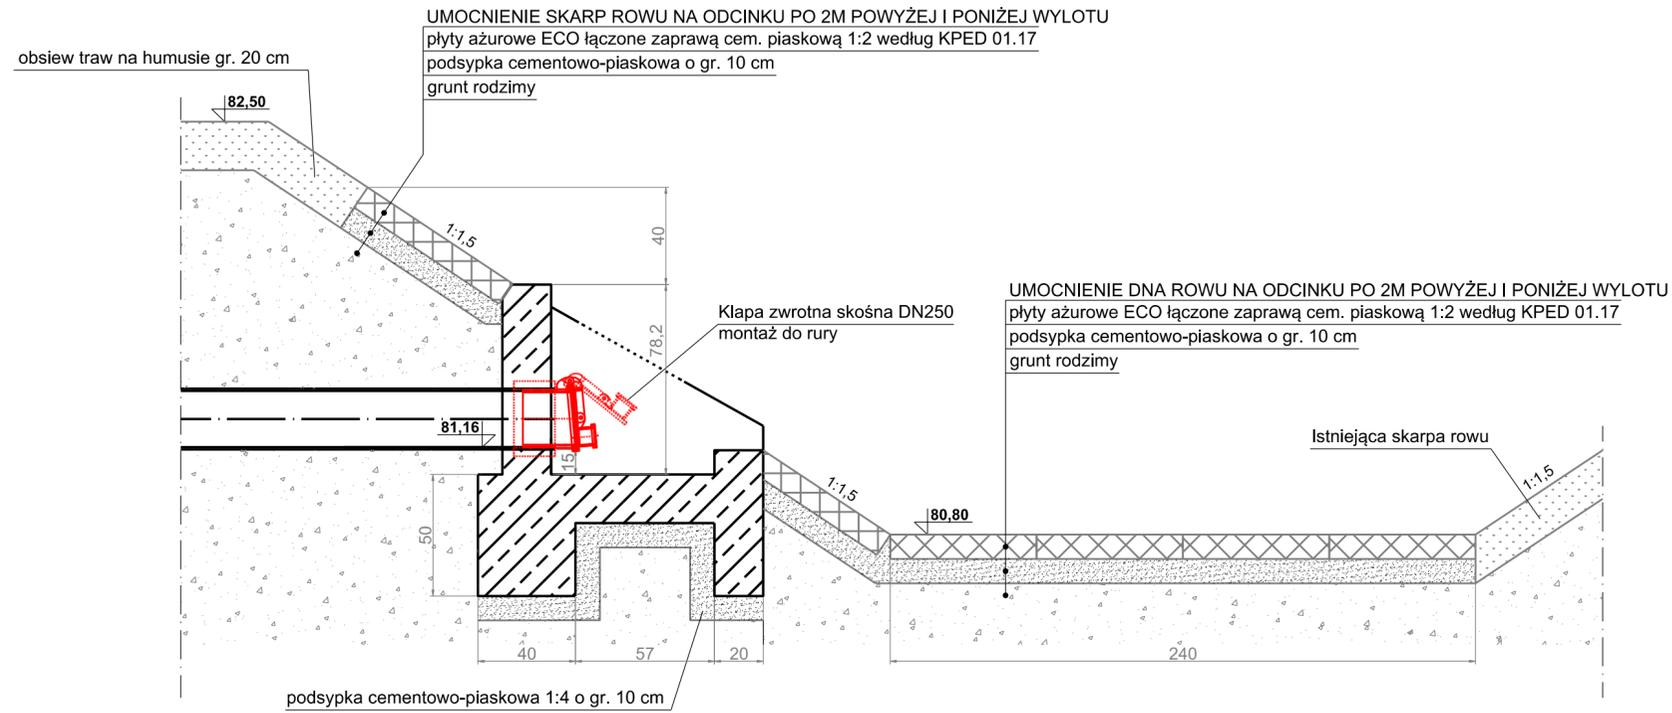 UMOCNIENIE SKARP ROWU NA ODCINKU PO 2M POWYŻEJ I PONIŻEJ WYLOTU
płyty ażurowe ECO łączone zaprawą cem. piaskową 1:2 według KPED 01.17
podsypka cementowo-piaskowa o gr. 10 cm
grunt rodzimy
obsiew traw na humusie gr. 20 cm
82,50
1:1,5
40
78,2
Klapa zwrotna skośna DN250
montaż do rury
UMOCNIENIE DNA ROWU NA ODCINKU PO 2M POWYŻEJ I PONIŻEJ WYLOTU
płyty ażurowe ECO łączone zaprawą cem. piaskową 1:2 według KPED 01.17
podsypka cementowo-piaskowa o gr. 10 cm
grunt rodzimy
81,16
15
Istniejąca skarpa rowu
1:1,5
1:1,5
80,80
50
40
57
20
240
podsypka cementowo-piaskowa 1:4 o gr. 10 cm